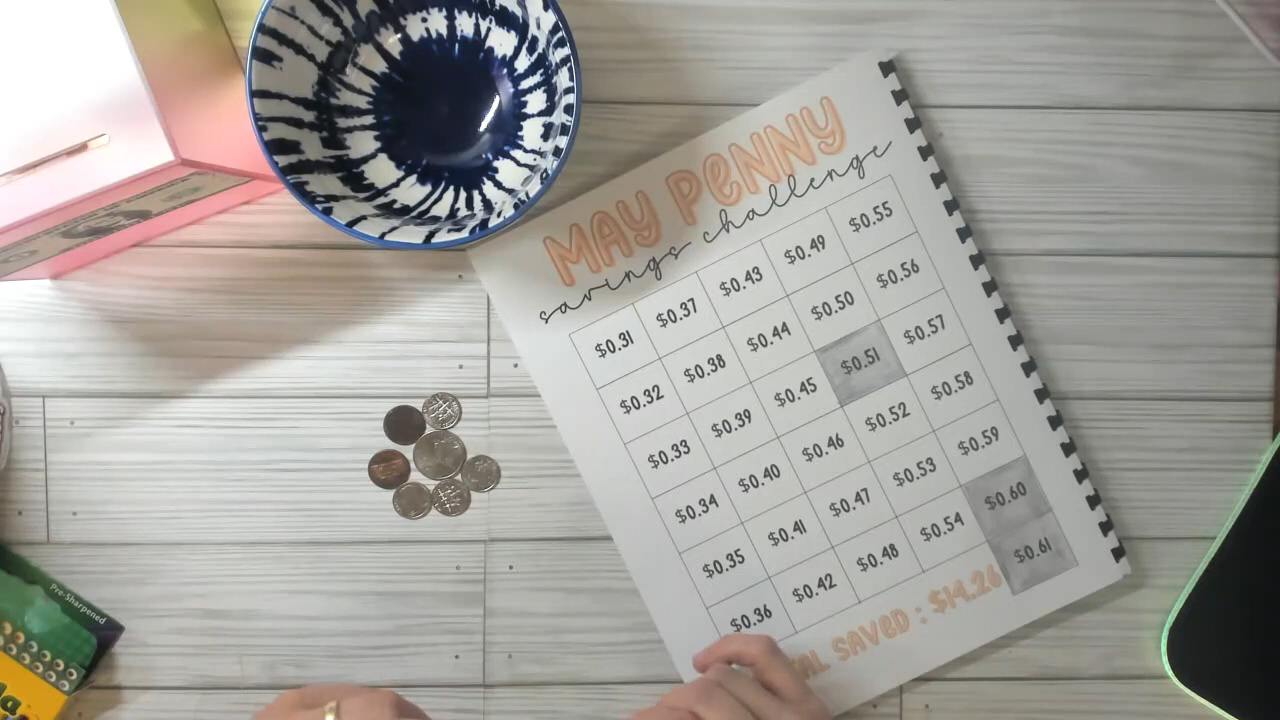 MAY PENNY
savings challenge
$0.31 $0.37 $0.43 $0.49 $0.55
$0.32 $0.38 $0.44 $0.50 $0.56
$0.33 $0.39 $0.45 $0.51 $0.57
$0.34 $0.40 $0.46 $0.52 $0.58
$0.35 $0.41 $0.47 $0.53 $0.59
$0.36 $0.42 $0.48 $0.54 $0.60
$0.61
SAVED : $14.26
Pre-Sharpened